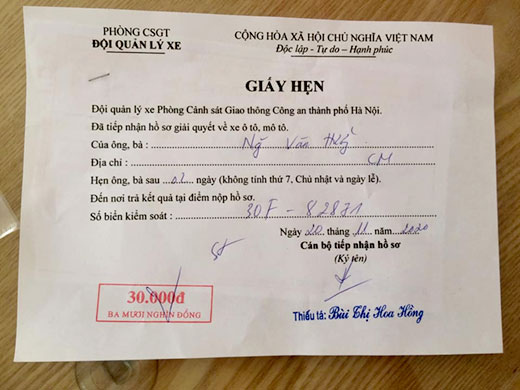 PHÒNG CSGT
ĐỘI QUẢN LÝ XE
CỘNG HÒA XÃ HỘI CHỦ NGHĨA VIỆT NAM
Độc lập - Tự do – Hạnh phúc
GIẤY HẸN
Đội quản lý xe Phòng Cảnh sát Giao thông Công an thành phố Hà Nội.
Đã tiếp nhận hồ sơ giải quyết về xe ô tô, mô tô.
Của ông, bà : Ng Văn
Địa chỉ : CM
Hẹn ông, bà sau 02 ngày (không tính thứ 7, Chủ nhật và ngày lễ).
Đến nơi trả kết quả tại điểm nộp hồ sơ.
Số biển kiểm soát : 30F - 82871
Ngày 20 tháng 11 năm 2020
Cán bộ tiếp nhận hồ sơ
(Ký tên)
30.000đ
BA MƯƠI NGHÌN ĐỒNG
Thiếu tá: Bùi Thị Hoa Hồng